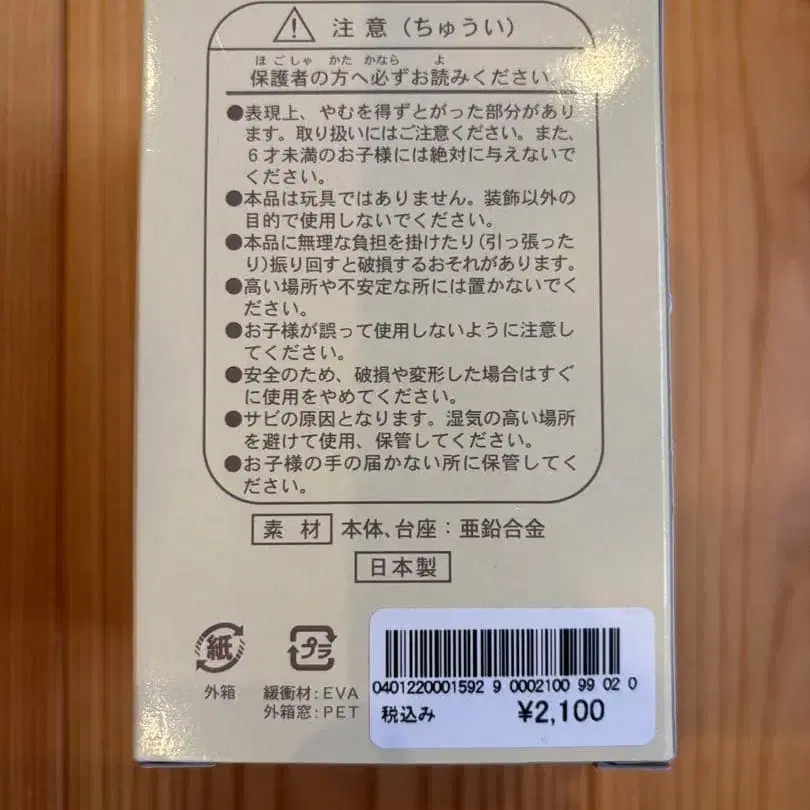 注意（ちゅうい）
ほごしゃ かた かなら よ
保護者の方へ必ずお読みください。
●表現上、やむを得ずとがった部分があり
ます。取り扱いにはご注意ください。また、
６才未満のお子様には絶対に与えないで
ください。
●本品は玩具ではありません。装飾以外の
目的で使用しないでください。
●本品に無理な負担を掛けたり（引っ張った
り）振り回すと破損するおそれがあります。
●高い場所や不安定な所には置かないでく
ださい。
●お子様が誤って使用しないように注意し
てください。
●安全のため、破損や変形した場合はすぐ
に使用をやめてください。
●サビの原因となります。湿気の高い場所
を避けて使用、保管してください。
●お子様の手の届かない所に保管してく
ださい。
素材 本体、台座：亜鉛合金
日本製
紙 プラ
外箱 緩衝材：EVA
外箱窓：PET
0401220001592 9 0002100 99 02 0
税込み ¥2,100